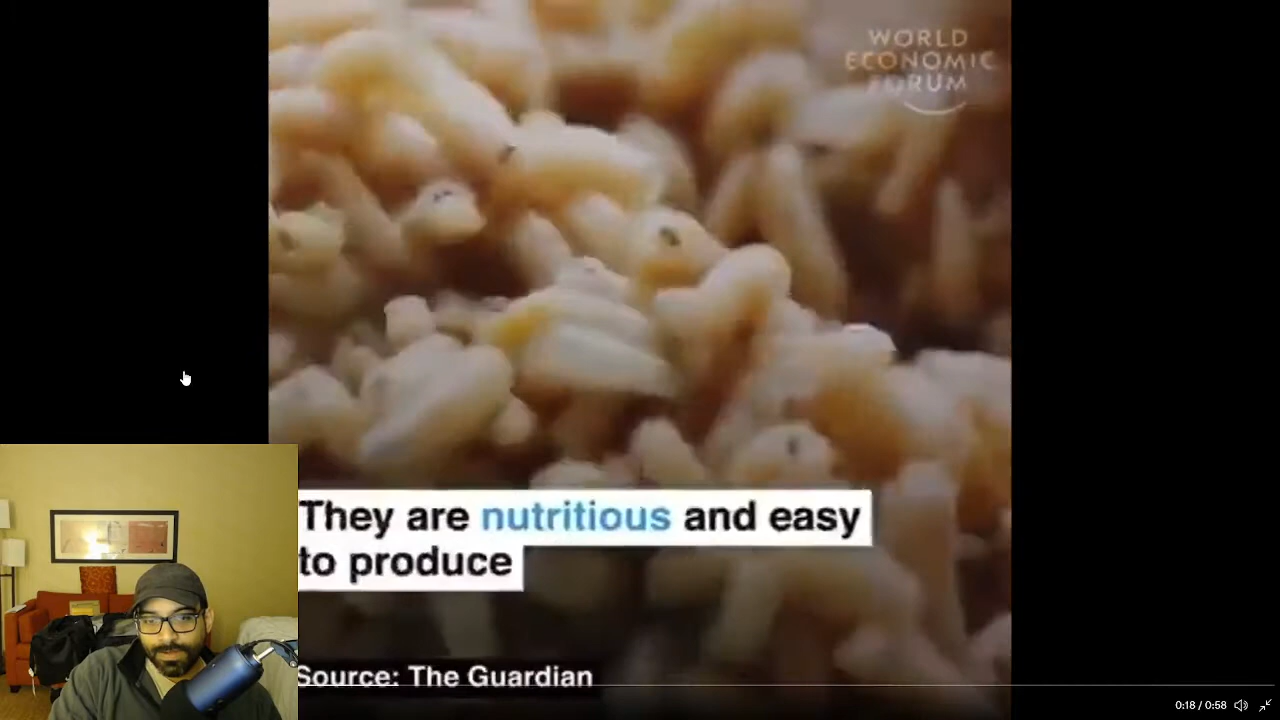 WORLD
ECONOMIC
FORUM
They are nutritious and easy
to produce
Source: The Guardian
0:18 / 0:58